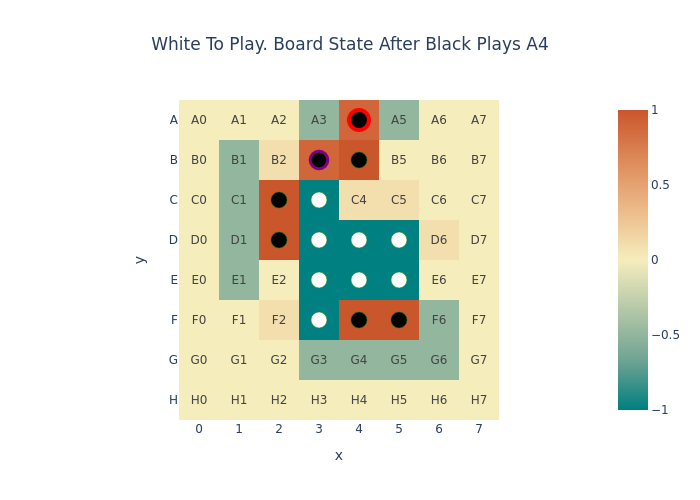 White To Play. Board State After Black Plays A4
A A0 A1 A2 A3 A5 A6 A7
B B0 B1 B2 B5 B6 B7
C C0 C1 C4 C5 C6 C7
D D0 D1 D6 D7
E E0 E1 E2 E6 E7
F F0 F1 F2 F6 F7
G G0 G1 G2 G3 G4 G5 G6 G7
H H0 H1 H2 H3 H4 H5 H6 H7
0 1 2 3 4 5 6 7
x
y
1
0.5
0
−0.5
−1